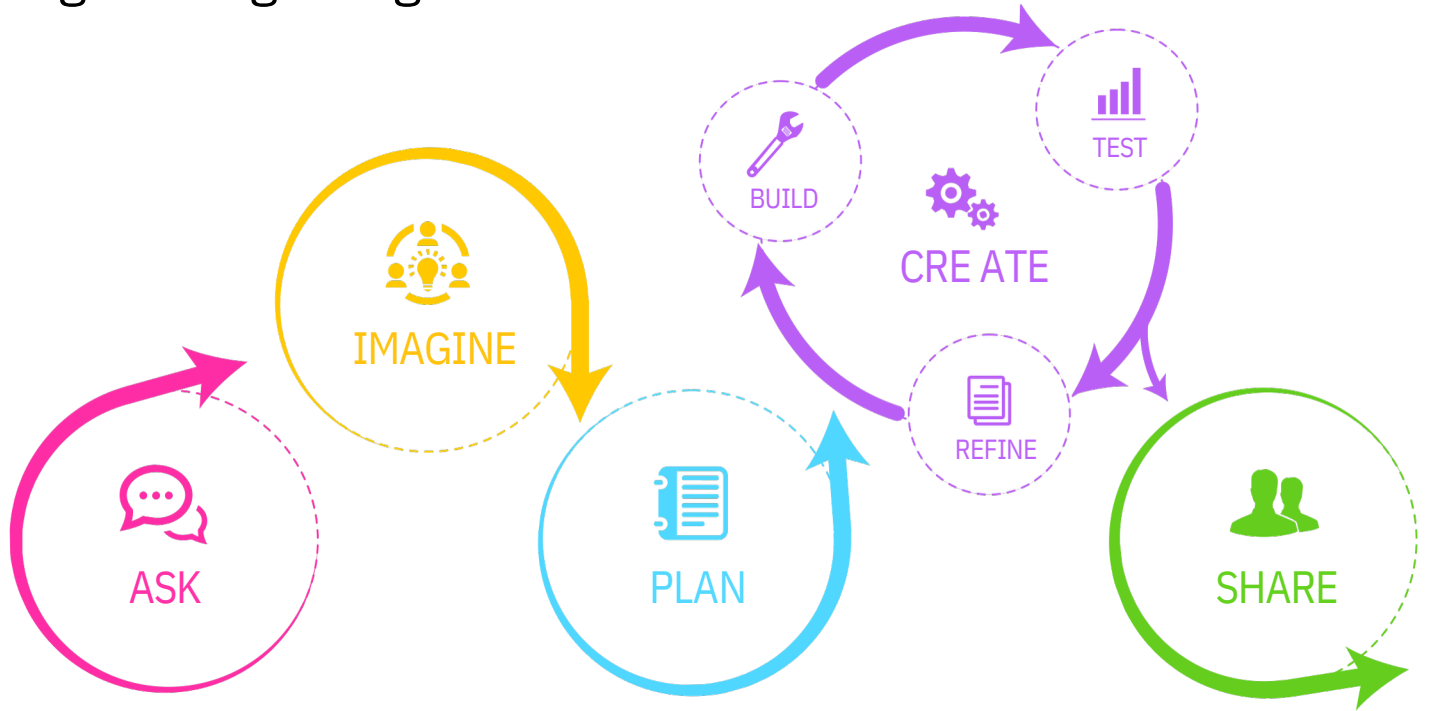 ASK
IMAGINE
PLAN
BUILD
TEST
CRE ATE
REFINE
SHARE